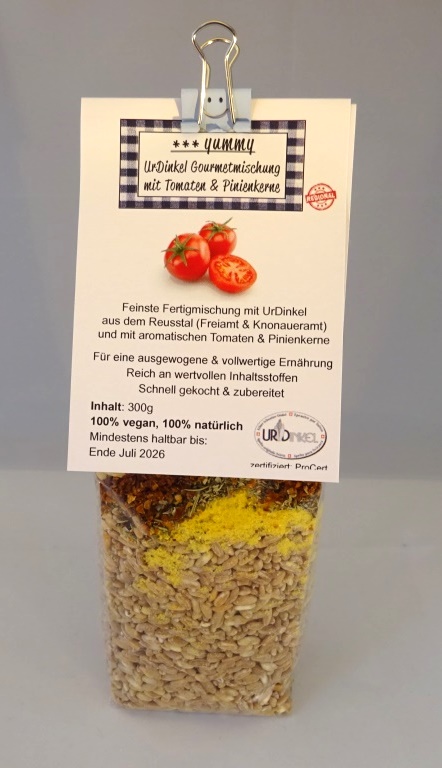 *** yummy
UrDinkel Gourmetmischung
mit Tomaten & Pinienkerne
REGIONAL
Feinste Fertigmischung mit UrDinkel
aus dem Reusstal (Freiamt & Knonaueramt)
und mit aromatischen Tomaten & Pinienkerne
Für eine ausgewogene & vollwertige Ernährung
Reich an wertvollen Inhaltsstoffen
Schnell gekocht & zubereitet
Inhalt: 300g
100% vegan, 100% natürlich
Mindestens haltbar bis:
Ende Juli 2026
URDINKEL
zertifiziert: ProCert